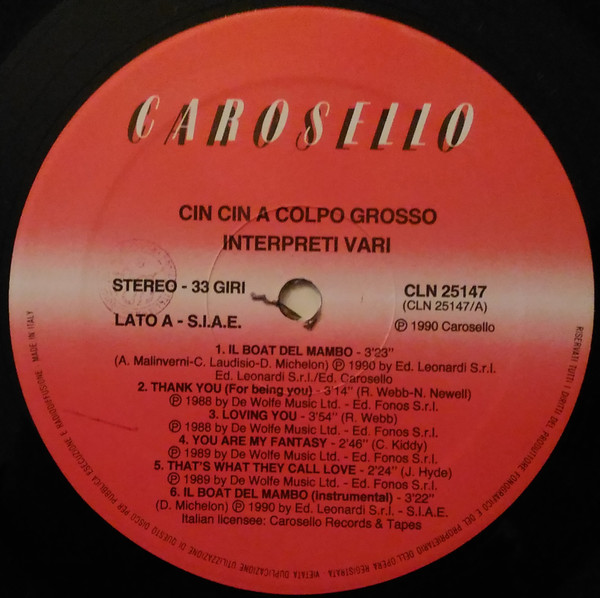 CAROSELLO
CIN CIN A COLPO GROSSO
INTERPRETI VARI
STEREO - 33 GIRI
LATO A - S.I.A.E.
CLN 25147
(CLN 25147/A)
Ⓟ 1990 Carosello
1. IL BOAT DEL MAMBO - 3'23"
(A. Malinverni-C. Laudisio-D. Michelon) Ⓟ 1990 by Ed. Leonardi S.r.l.
Ed. Leonardi S.r.l./Ed. Carosello
2. THANK YOU (For being you) - 3'14" (R. Webb-N. Newell)
Ⓟ 1988 by De Wolfe Music Ltd. - Ed. Fonos S.r.l.
3. LOVING YOU - 3'54" (R. Webb)
Ⓟ 1988 by De Wolfe Music Ltd. - Ed. Fonos S.r.l.
4. YOU ARE MY FANTASY - 2'46" (C. Kiddy)
Ⓟ 1989 by De Wolfe Music Ltd. - Ed. Fonos S.r.l.
5. THAT'S WHAT THEY CALL LOVE - 2'24" (J. Hyde)
Ⓟ 1989 by De Wolfe Music Ltd. - Ed. Fonos S.r.l.
6. IL BOAT DEL MAMBO (instrumental) - 3'22"
(D. Michelon) Ⓟ 1990 by Ed. Leonardi S.r.l. - S.I.A.E.
Italian licensee: Carosello Records & Tapes
RISERVATI TUTTI I DIRITTI DEL PRODUTTORE FONOGRAFICO E DEL PROPRIETARIO DELL'OPERA REGISTRATA VIETATA DUPLICAZIONE UTILIZZAZIONE DI QUESTO DISCO PER PUBBLICA ESECUZIONE E RADIODIFFUSIONE MADE IN ITALY